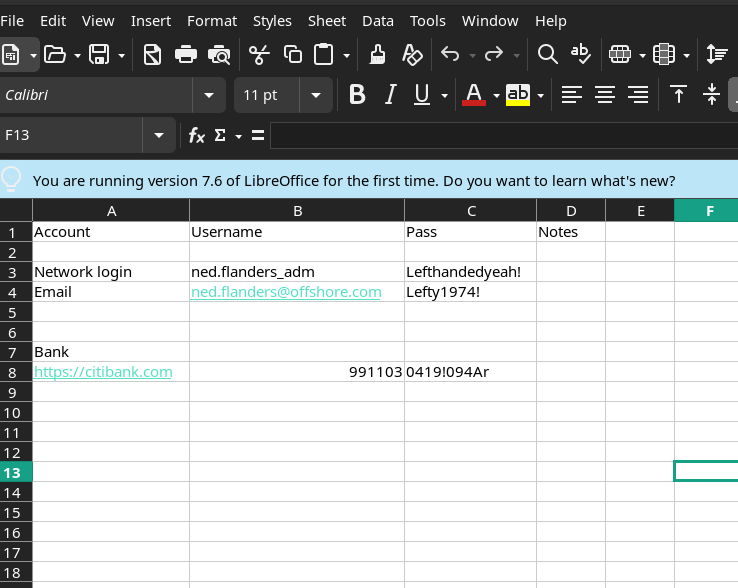 File Edit View Insert Format Styles Sheet Data Tools Window Help
Calibri 11 pt B I U A ab
F13 fx Σ =
You are running version 7.6 of LibreOffice for the first time. Do you want to learn what's new?
A B C D E F
1 Account Username Pass Notes
2
3 Network login ned.flanders_adm Lefthandedyeah!
4 Email ned.flanders@offshore.com Lefty1974!
5
6
7 Bank
8 https://citibank.com 991103 0419!094Ar
9
10
11
12
13
14
15
16
17
18